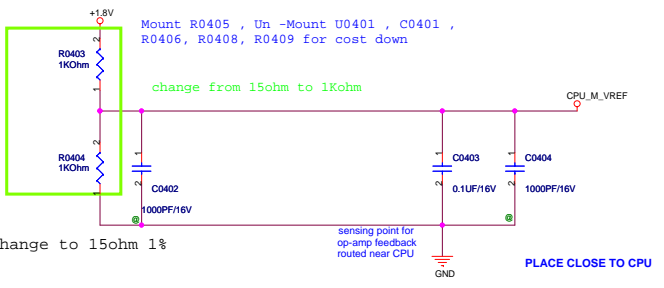 +1.8V
Mount R0405 , Un -Mount U0401 , C0401 ,
R0406, R0408, R0409 for cost down
2
R0403
1KOhm
1
change from 15ohm to 1Kohm
CPU_M_VREF
2
R0404
1KOhm
1
1
2
C0402
1000PF/16V
@
1
2
C0403
0.1UF/16V
1
2
C0404
1000PF/16V
@
hange to 15ohm 1%
sensing point for
op-amp feedback
routed near CPU
GND
PLACE CLOSE TO CPU